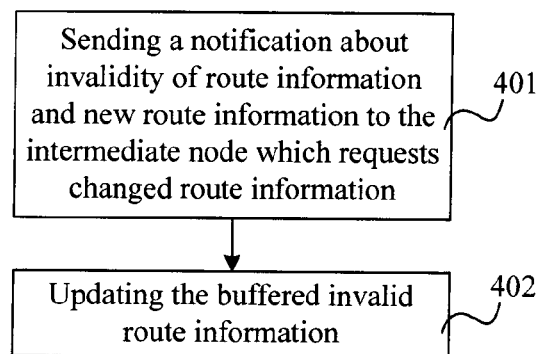 Sending a notification about
invalidity of route information
and new route information to the
intermediate node which requests
changed route information
401
Updating the buffered invalid
route information
402